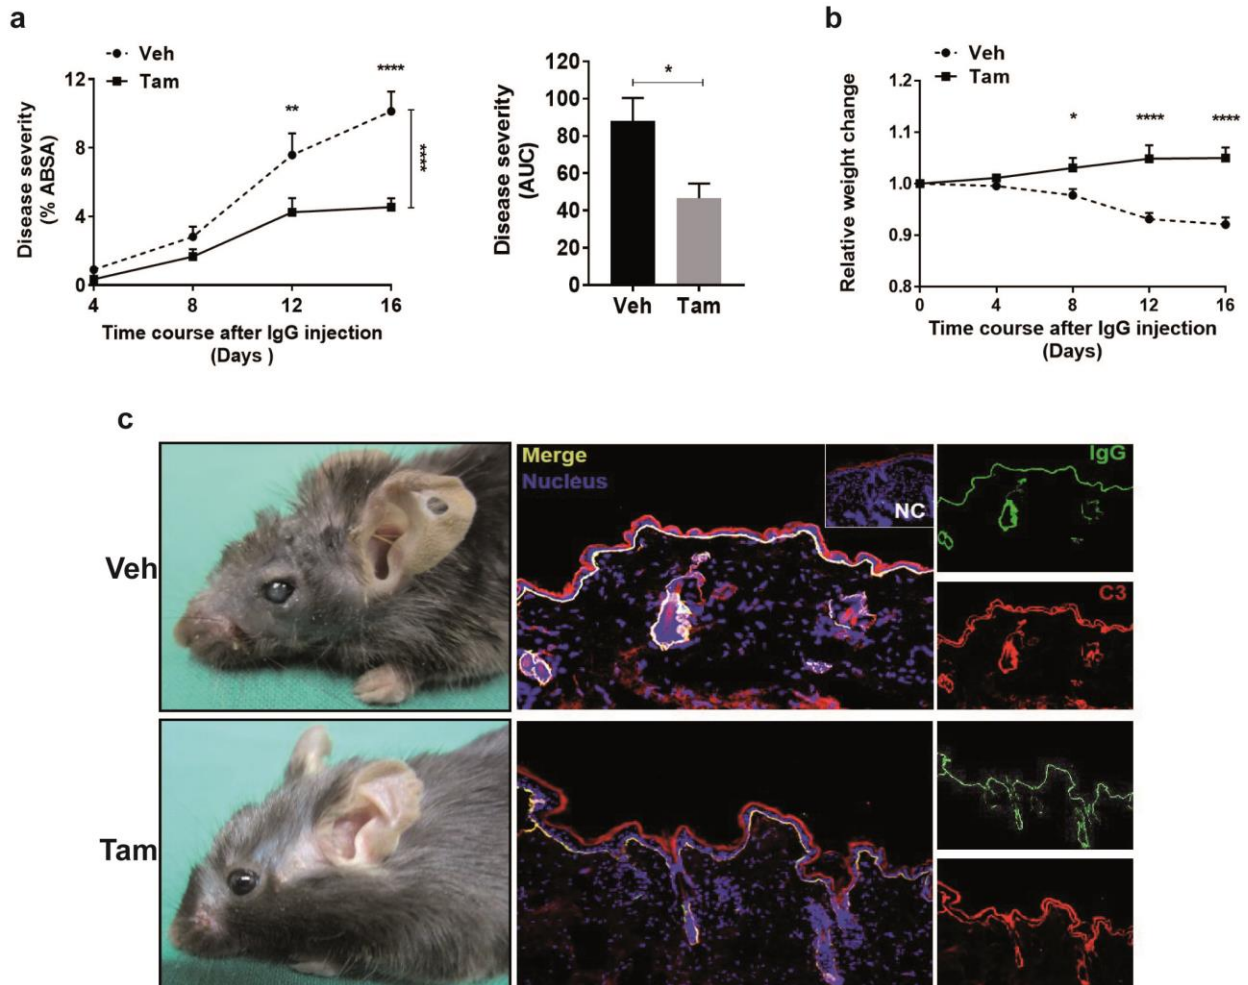 a
Veh
Tam
Disease severity
(% ABSA)
12
8
4
0
**
****
****
4
8
12
16
Time course after IgG injection
(Days )
Disease severity
(AUC)
120
100
80
60
40
20
0
*
Veh
Tam
b
Veh
Tam
Relative weight change
1.2
1.1
1.0
0.9
0.8
*
****
****
0
4
8
12
16
Time course after IgG injection
(Days)
c
Veh
Merge
Nucleus
NC
IgG
C3
Tam